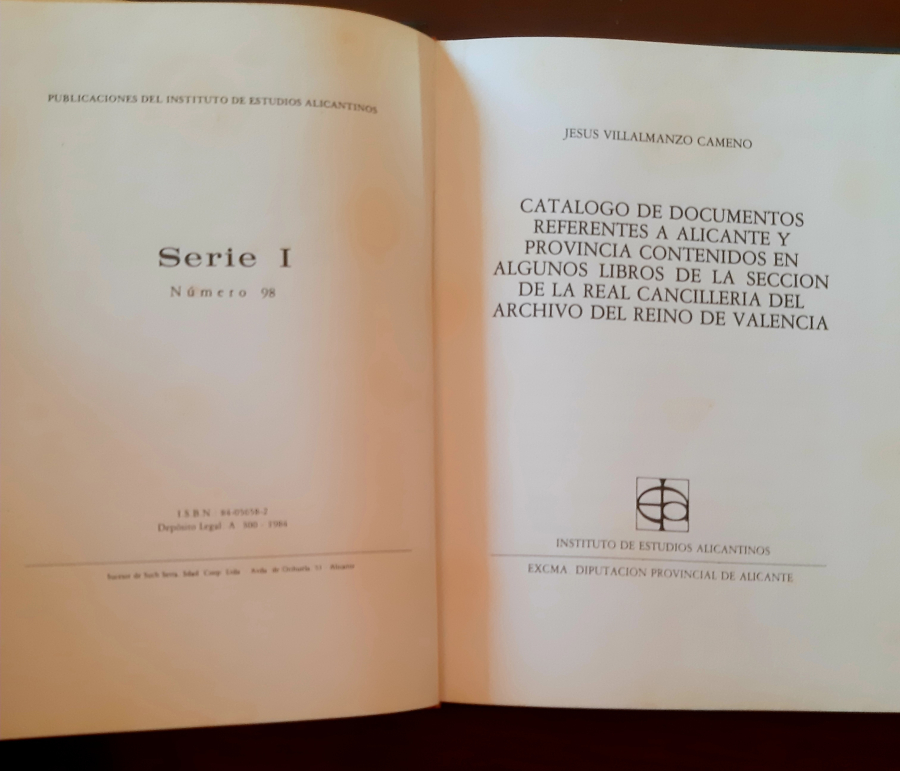 PUBLICACIONES DEL INSTITUTO DE ESTUDIOS ALICANTINOS
Serie I
Número 98
I S B N
Depósito Legal A 300 - 1984
JESUS VILLALMANZO CAMENO
CATALOGO DE DOCUMENTOS
REFERENTES A ALICANTE Y
PROVINCIA CONTENIDOS EN
ALGUNOS LIBROS DE LA SECCION
DE LA REAL CANCILLERIA DEL
ARCHIVO DEL REINO DE VALENCIA
INSTITUTO DE ESTUDIOS ALICANTINOS
EXCMA. DIPUTACION PROVINCIAL DE ALICANTE